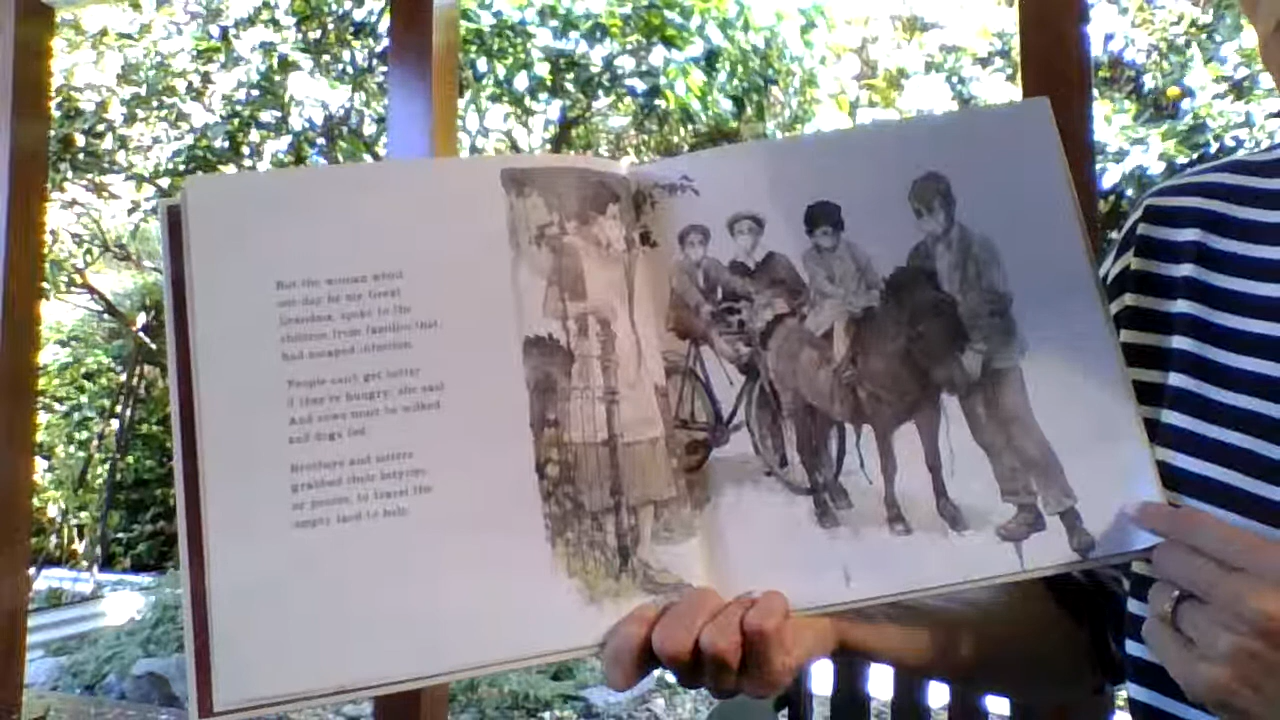 But the woman who'd
one day be my Great
Grandma, spoke to the
children from families that
had escaped infection.
People can't get better
if they're hungry, she said
And cows must be milked
and dogs fed.
Brothers and sisters
grabbed their bicycles
or ponies, to travel the
empty land to help.